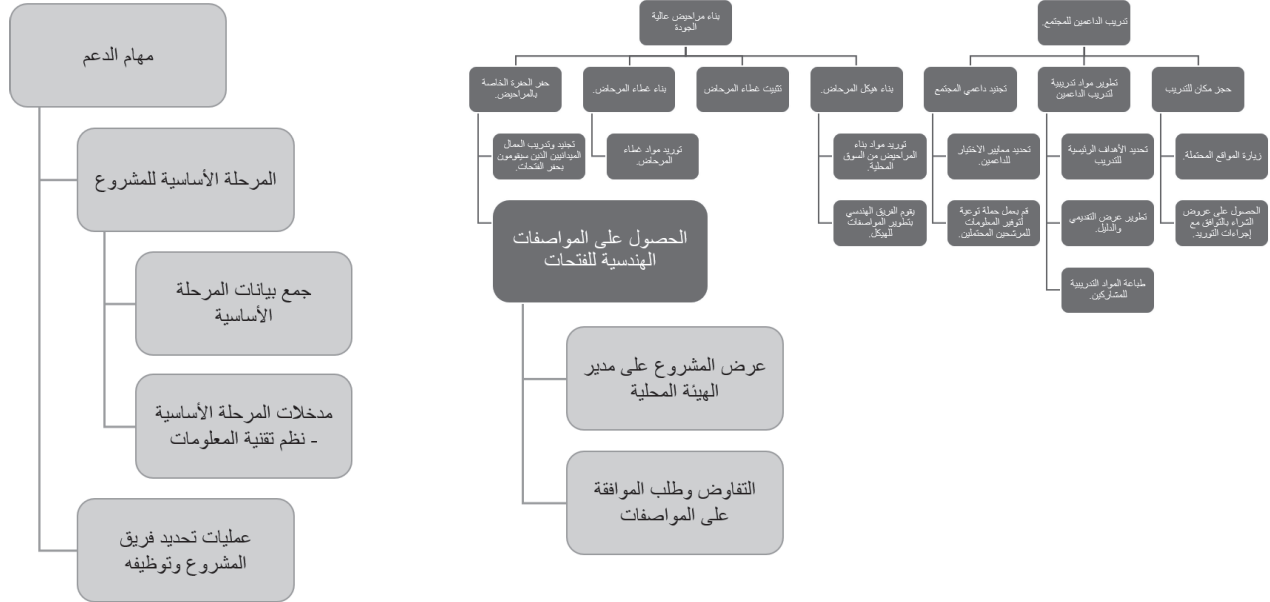 تدريب الداعمين للمجتمع.
حجز مكان للتدريب
زيارة المواقع المحتملة.
الحصول على عروض
الشراء بالتوافق مع
إجراءات التوريد.
تطوير مواد تدريبية
لتدريب الداعمين
تحديد الأهداف الرئيسية
للتدريب
تطوير عرض التقديمي
والدليل.
طباعة المواد التدريبية
للمشاركين.
تجنيد داعمي المجتمع
تحديد معايير الاختيار
للداعمين.
قم بعمل حملة توعية
لتوفير المعلومات
للمرشحين المحتملين.
بناء مراحيض عالية
الجودة
بناء هيكل المرحاض.
توريد مواد بناء
المراحيض من السوق
المحلية.
يقوم الفريق الهندسي
بتطوير المواصفات
للهيكل.
تثبيت غطاء المرحاض
بناء غطاء المرحاض.
توريد مواد غطاء
المرحاض.
حفر الحفرة الخاصة
بالمراحيض.
تجنيد وتدريب العمال
الميدانيين الذين سيقومون
بحفر الفتحات.
الحصول على المواصفات
الهندسية للفتحات
عرض المشروع على مدير
الهيئة المحلية
التفاوض وطلب الموافقة
على المواصفات
مهام الدعم
المرحلة الأساسية للمشروع
جمع بيانات المرحلة
الأساسية
مدخلات المرحلة الأساسية
- نظم تقنية المعلومات
عمليات تحديد فريق
المشروع وتوظيفه